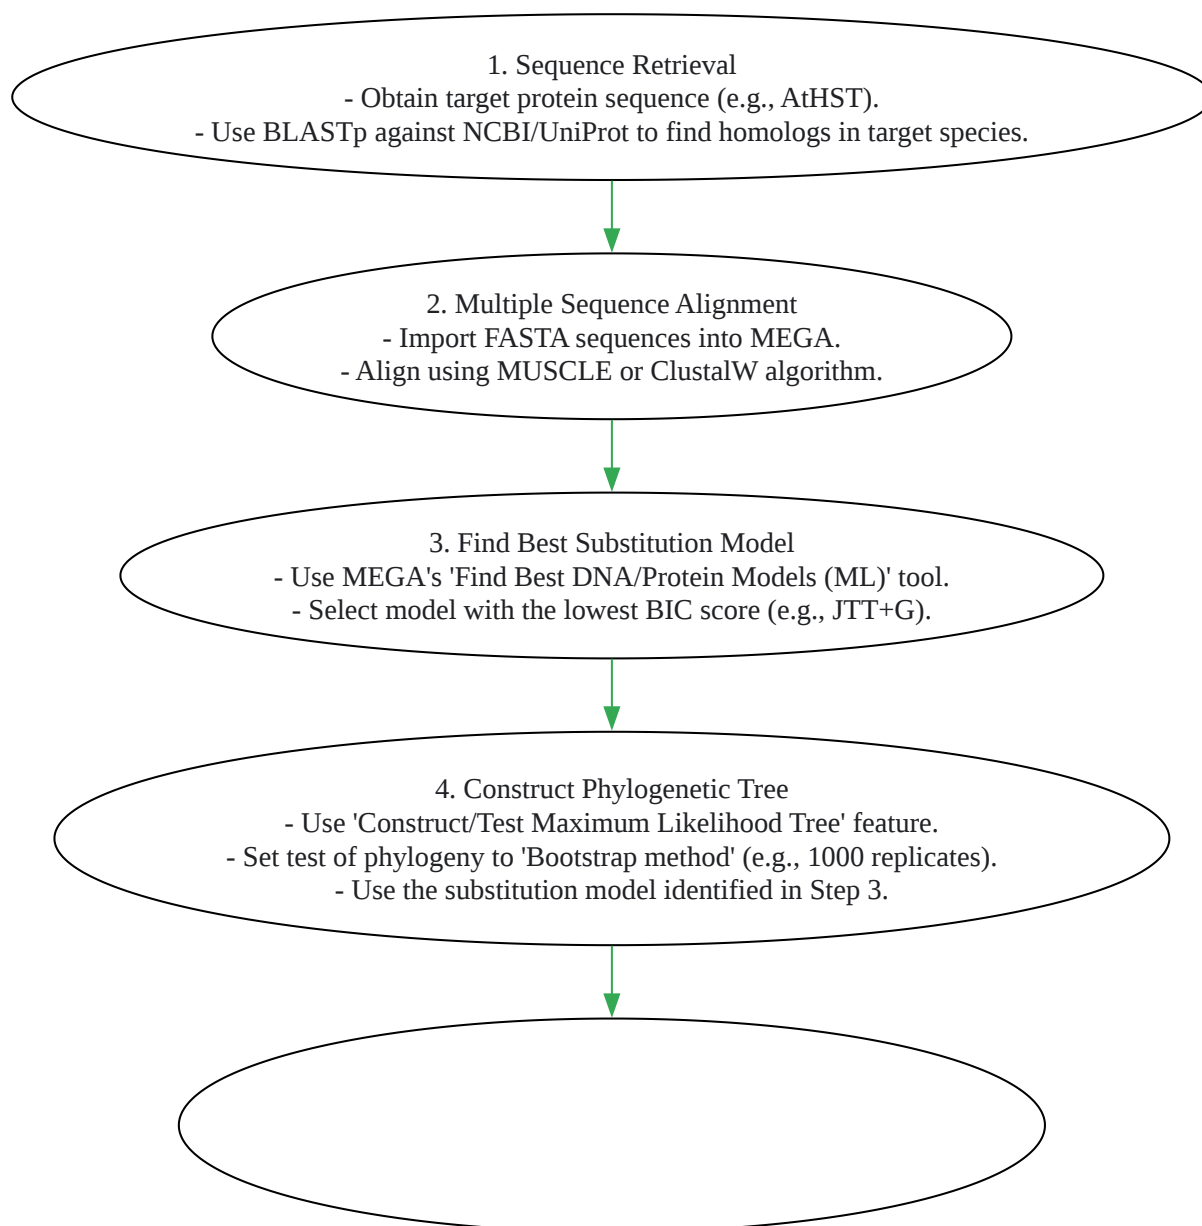 1. Sequence Retrieval
- Obtain target protein sequence (e.g., AtHST).
- Use BLASTp against NCBI/UniProt to find homologs in target species.
2. Multiple Sequence Alignment
- Import FASTA sequences into MEGA.
- Align using MUSCLE or ClustalW algorithm.
3. Find Best Substitution Model
- Use MEGA's 'Find Best DNA/Protein Models (ML)' tool.
- Select model with the lowest BIC score (e.g., JTT+G).
4. Construct Phylogenetic Tree
- Use 'Construct/Test Maximum Likelihood Tree' feature.
- Set test of phylogeny to 'Bootstrap method' (e.g., 1000 replicates).
- Use the substitution model identified in Step 3.